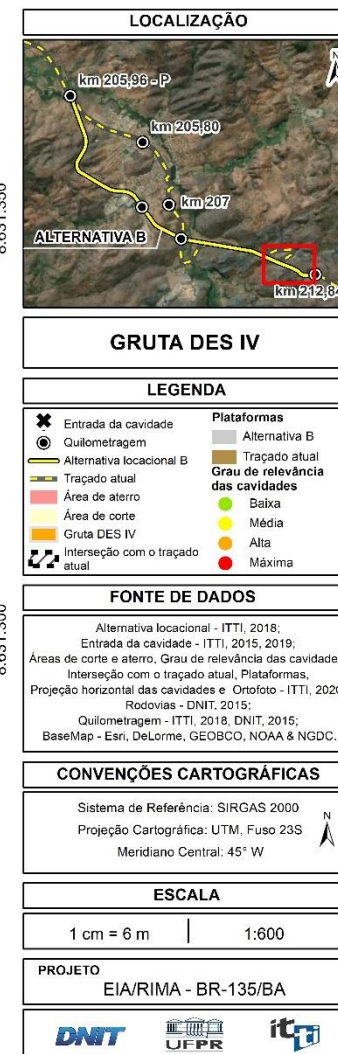 LOCALIZAÇÃO
N
km 205,96 - P
km 205,80
km 207
ALTERNATIVA B
km 212,84
GRUTA DES IV
LEGENDA
Entrada da cavidade
Quilometragem
Alternativa locacional B
Traçado atual
Área de aterro
Área de corte
Gruta DES IV
Interseção com o traçado
atual
Plataformas
Alternativa B
Traçado atual
Grau de relevância
das cavidades
Baixa
Média
Alta
Máxima
FONTE DE DADOS
Alternativa locacional - ITTI, 2018;
Entrada da cavidade - ITTI, 2015, 2019;
Áreas de corte e aterro, Grau de relevância das cavidade
Interseção com o traçado atual, Plataformas,
Projeção horizontal das cavidades e Ortofoto - ITTI, 202
Rodovias - DNIT, 2015;
Quilometragem - ITTI, 2018, DNIT, 2015;
BaseMap - Esri, DeLorme, GEOBCO, NOAA & NGDC.
CONVENÇÕES CARTOGRÁFICAS
Sistema de Referência: SIRGAS 2000
Projeção Cartográfica: UTM, Fuso 23S
Meridiano Central: 45° W
N
ESCALA
1 cm = 6 m 1:600
PROJETO
EIA/RIMA - BR-135/BA
DNIT UFPR itti
8.631.300